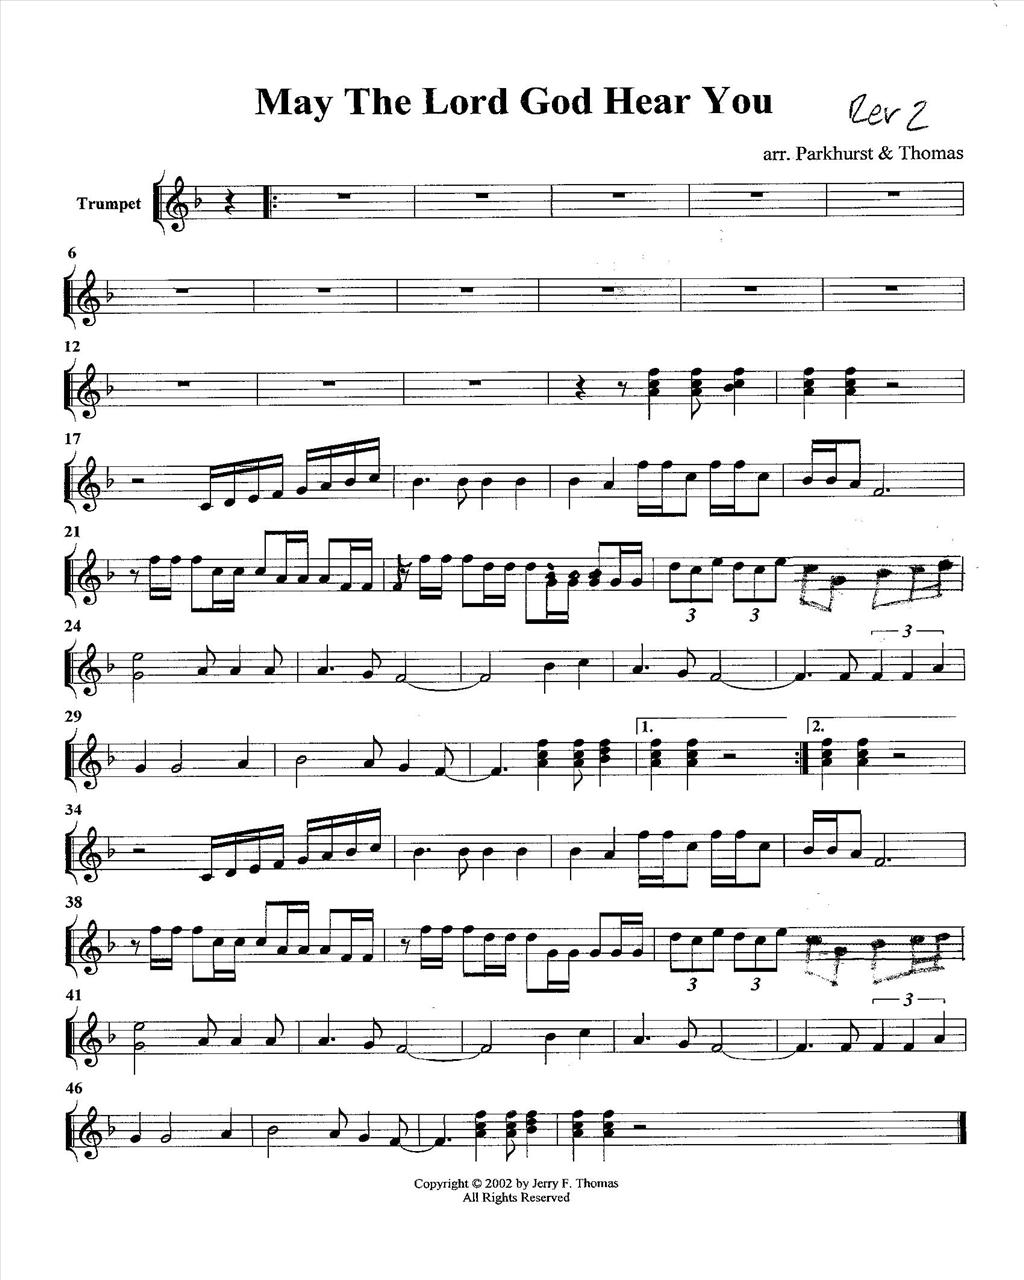 May The Lord God Hear You
Rev 2
arr. Parkhurst & Thomas
Trumpet
6
12
17
21
3 3
24
3
29
1. 2.
34
38
3 3
41
3
46
Copyright © 2002 by Jerry F. Thomas
All Rights Reserved